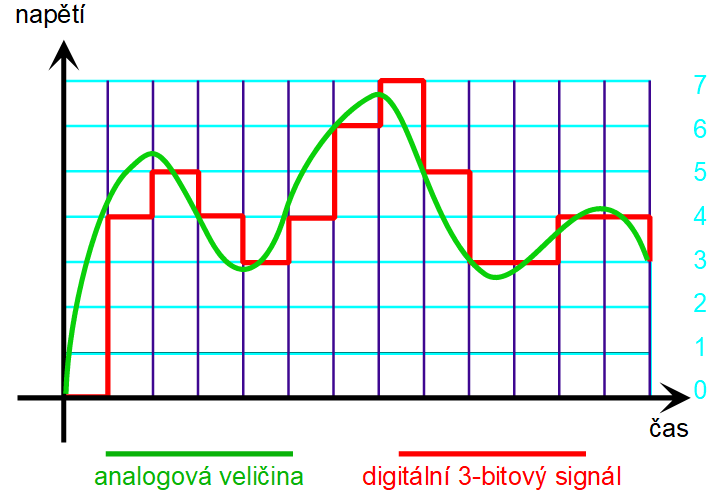 napětí
7
6
5
4
3
2
1
0
čas
analogová veličina
digitální 3-bitový signál